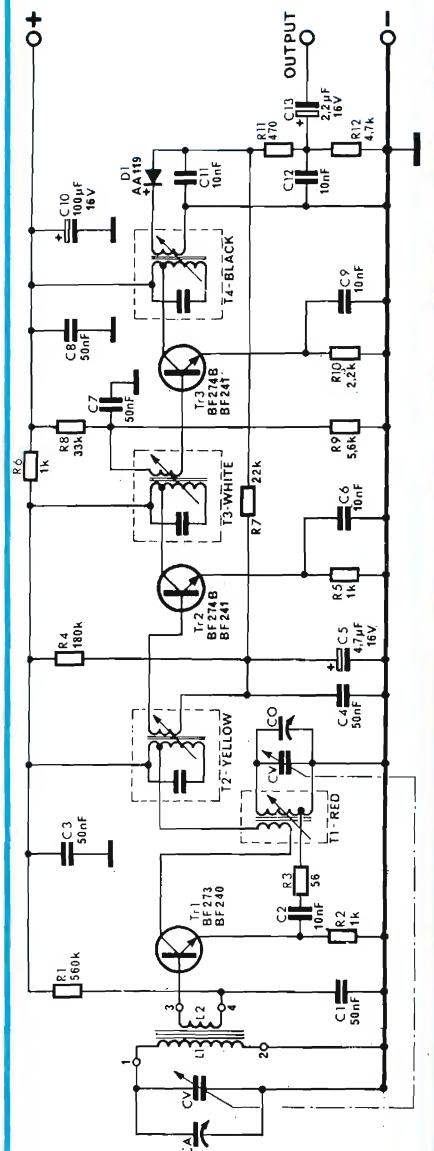 +
R6
1k
R1
560k
C3
50nF
R4
180k
R8
33k
C7
50nF
C8
50nF
C10
100µF
16V
+
D1
AA119
+
OUTPUT
T2-YELLOW
T3-WHITE
T4-BLACK
C11
10nF
R11
470
C13
2,2µF
16V
+
1
3
L1
L2
4
2
CV
CA
Tr1
BF273
BF240
Tr2
BF274B
BF241
Tr3
BF274B
BF241
R7
22k
C2
10nF
R3
56
T1-RED
CV
CO
C1
50nF
R2
1k
C4
50nF
+
C5
4,7µF
16V
R5
1k
C6
10nF
R9
5,6k
R10
2,2k
C9
10nF
C12
10nF
R12
4,7k
−